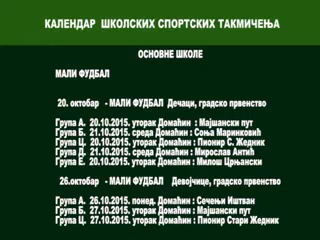 КАЛЕНДАР ШКОЛСКИХ СПОРТСКИХ ТАКМИЧЕЊА
ОСНОВНЕ ШКОЛЕ
МАЛИ ФУДБАЛ
20. октобар - МАЛИ ФУДБАЛ Дечаци, градско првенство
Група А. 20.10.2015. уторак Домаћин : Мајшански пут
Група Б. 21.10.2015. среда Домаћин : Соња Маринковић
Група Ц. 20.10.2015. уторак Домаћин : Пионир С. Жедник
Група Д. 21.10.2015. среда Домаћин : Мирослав Антић
Група Е. 20.10.2015. уторак Домаћин : Милош Црњански
26.октобар - МАЛИ ФУДБАЛ Девојчице, градско првенство
Група А. 26.10.2015. понед. Домаћин : Сечењи Иштван
Група Б. 27.10.2015. уторак Домаћин : Мајшански пут
Група Ц. 27.10.2015. уторак Домаћин : Пионир Стари Жедник